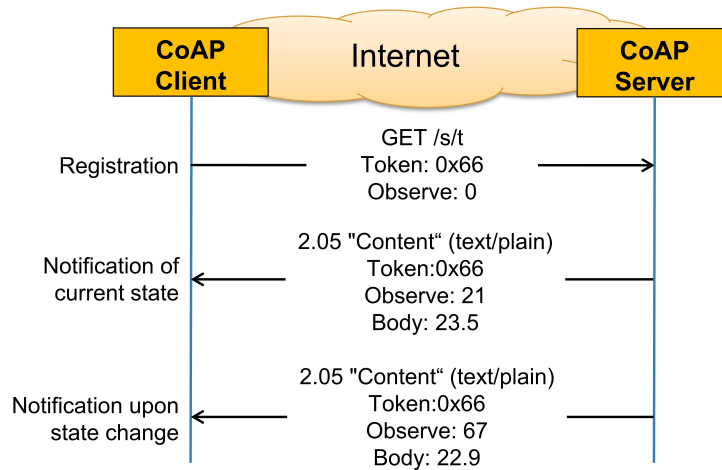 CoAP
Client
Internet
CoAP
Server
Registration
GET /s/t
Token: 0x66
Observe: 0
Notification of
current state
2.05 "Content“ (text/plain)
Token:0x66
Observe: 21
Body: 23.5
Notification upon
state change
2.05 "Content“ (text/plain)
Token:0x66
Observe: 67
Body: 22.9